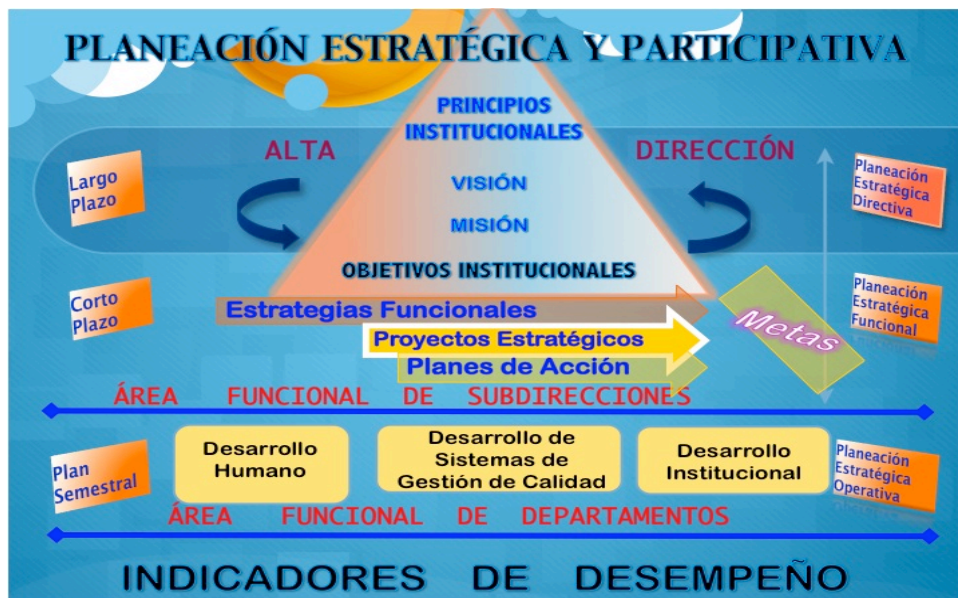 PLANEACIÓN ESTRATÉGICA Y PARTICIPATIVA
PRINCIPIOS
INSTITUCIONALES
ALTA
DIRECCIÓN
Largo
Plazo
VISIÓN
MISIÓN
Planeación
Estratégica
Directiva
OBJETIVOS INSTITUCIONALES
Corto
Plazo
Estrategias Funcionales
Proyectos Estratégicos
Planes de Acción
Metas
Planeación
Estratégica
Funcional
ÁREA FUNCIONAL DE SUBDIRECCIONES
Plan
Semestral
Desarrollo
Humano
Desarrollo de
Sistemas de
Gestión de Calidad
Desarrollo
Institucional
Planeación
Estratégica
Operativa
ÁREA FUNCIONAL DE DEPARTAMENTOS
INDICADORES DE DESEMPEÑO